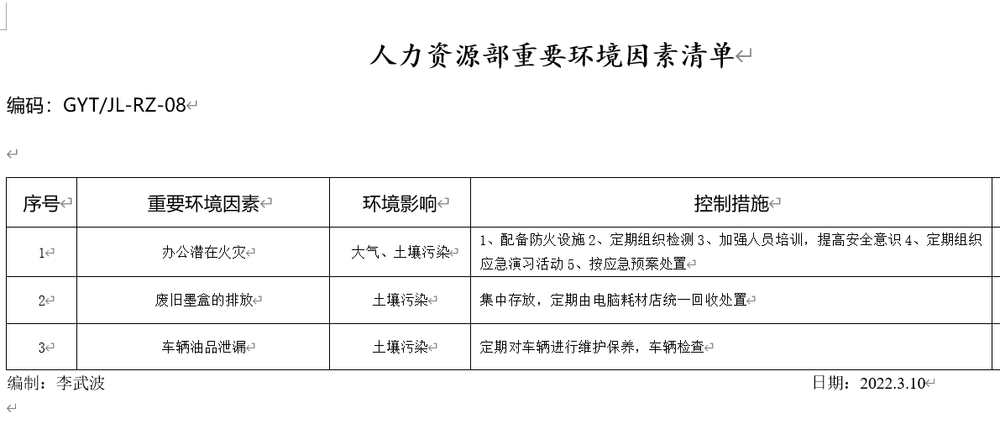 人力资源部重要环境因素清单
编码：GYT/JL-RZ-08
序号 重要环境因素 环境影响 控制措施
1 办公潜在火灾 大气、土壤污染 1、配备防火设施 2、定期组织检测 3、加强人员培训，提高安全意识 4、定期组织
应急演习活动 5、按应急预案处置
2 废旧墨盒的排放 土壤污染 集中存放，定期由电脑耗材店统一回收处置
3 车辆油品泄漏 土壤污染 定期对车辆进行维护保养，车辆检查
编制：李武波 日期：2022.3.10